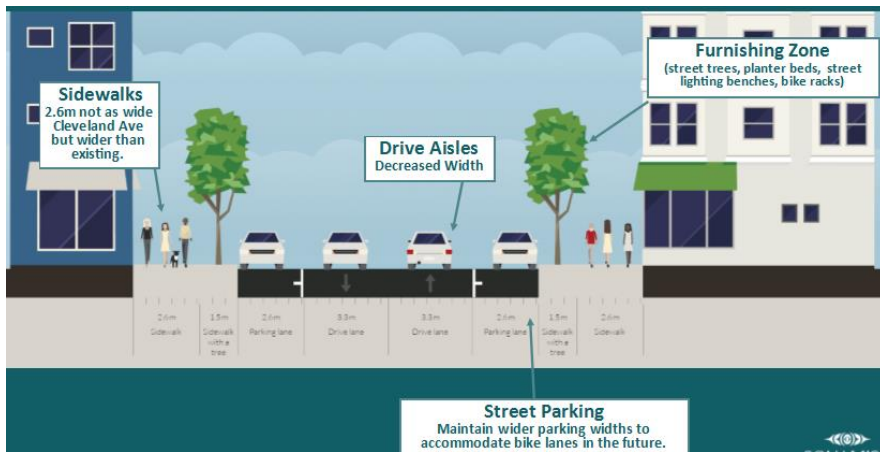 Furnishing Zone
(street trees, planter beds, street
lighting benches, bike racks)
Sidewalks
2.6m not as wide
Cleveland Ave
but wider than
existing.
Drive Aisles
Decreased Width
2.6m
Sidewalk
1.5m
Sidewalk
with a
tree
2.6m
Parking lane
3.3m
Drive lane
3.3m
Drive lane
2.6m
Parking lane
1.5m
Sidewalk
with a
tree
2.6m
Sidewalk
Street Parking
Maintain wider parking widths to
accommodate bike lanes in the future.